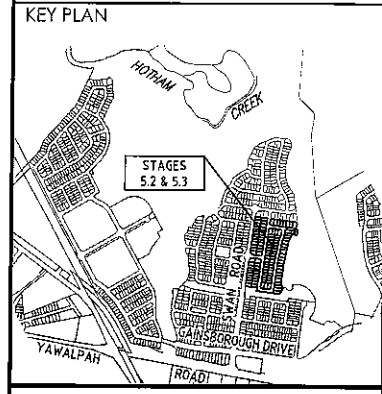 KEY PLAN
HOTHAM
CREEK
STAGES
5.2 & 5.3
SWAN ROAD
GAINSBOROUGH DRIVE
YAWALPAH
ROAD